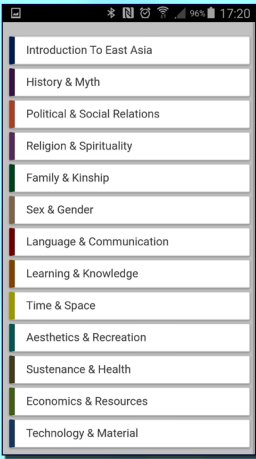 96% 17:20
Introduction To East Asia
History & Myth
Political & Social Relations
Religion & Spirituality
Family & Kinship
Sex & Gender
Language & Communication
Learning & Knowledge
Time & Space
Aesthetics & Recreation
Sustenance & Health
Economics & Resources
Technology & Material